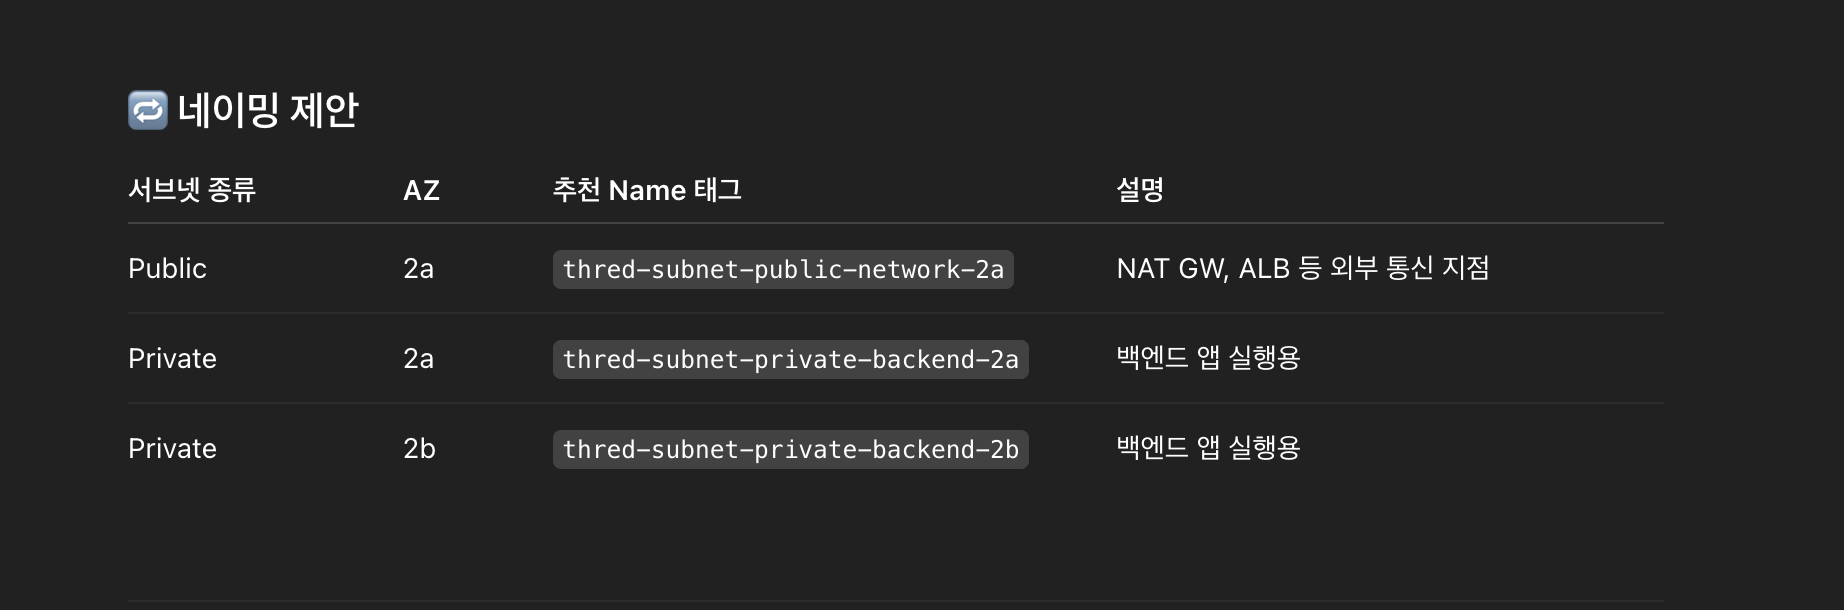 🔁 네이밍 제안
서브넷 종류 AZ 추천 Name 태그 설명
Public 2a thred-subnet-public-network-2a NAT GW, ALB 등 외부 통신 지점
Private 2a thred-subnet-private-backend-2a 백엔드 앱 실행용
Private 2b thred-subnet-private-backend-2b 백엔드 앱 실행용